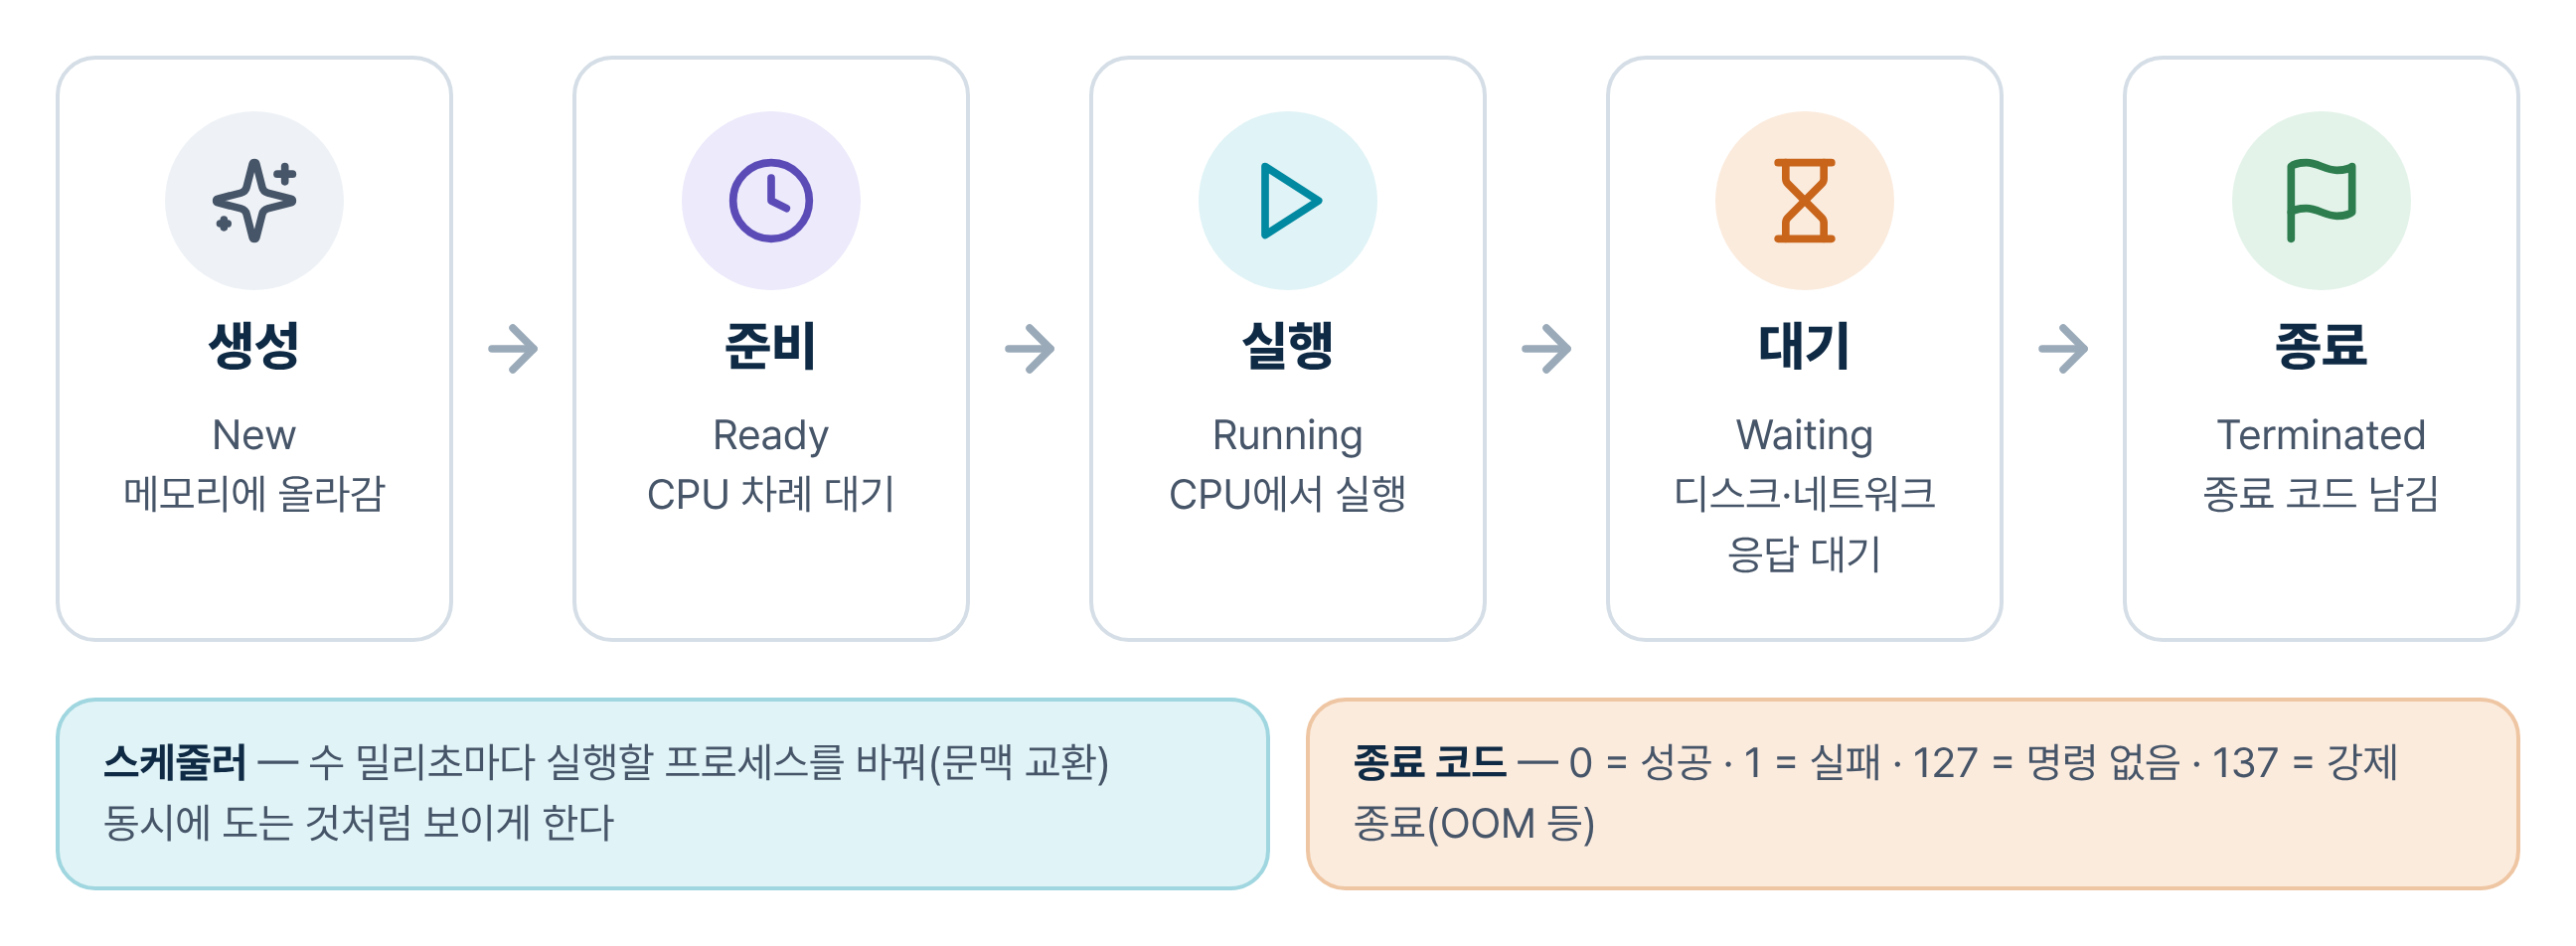 생성
New
메모리에 올라감
준비
Ready
CPU 차례 대기
실행
Running
CPU에서 실행
대기
Waiting
디스크·네트워크
응답 대기
종료
Terminated
종료 코드 남김
스케줄러 — 수 밀리초마다 실행할 프로세스를 바꿔(문맥 교환)
동시에 도는 것처럼 보이게 한다
종료 코드 — 0 = 성공 · 1 = 실패 · 127 = 명령 없음 · 137 = 강제
종료(OOM 등)